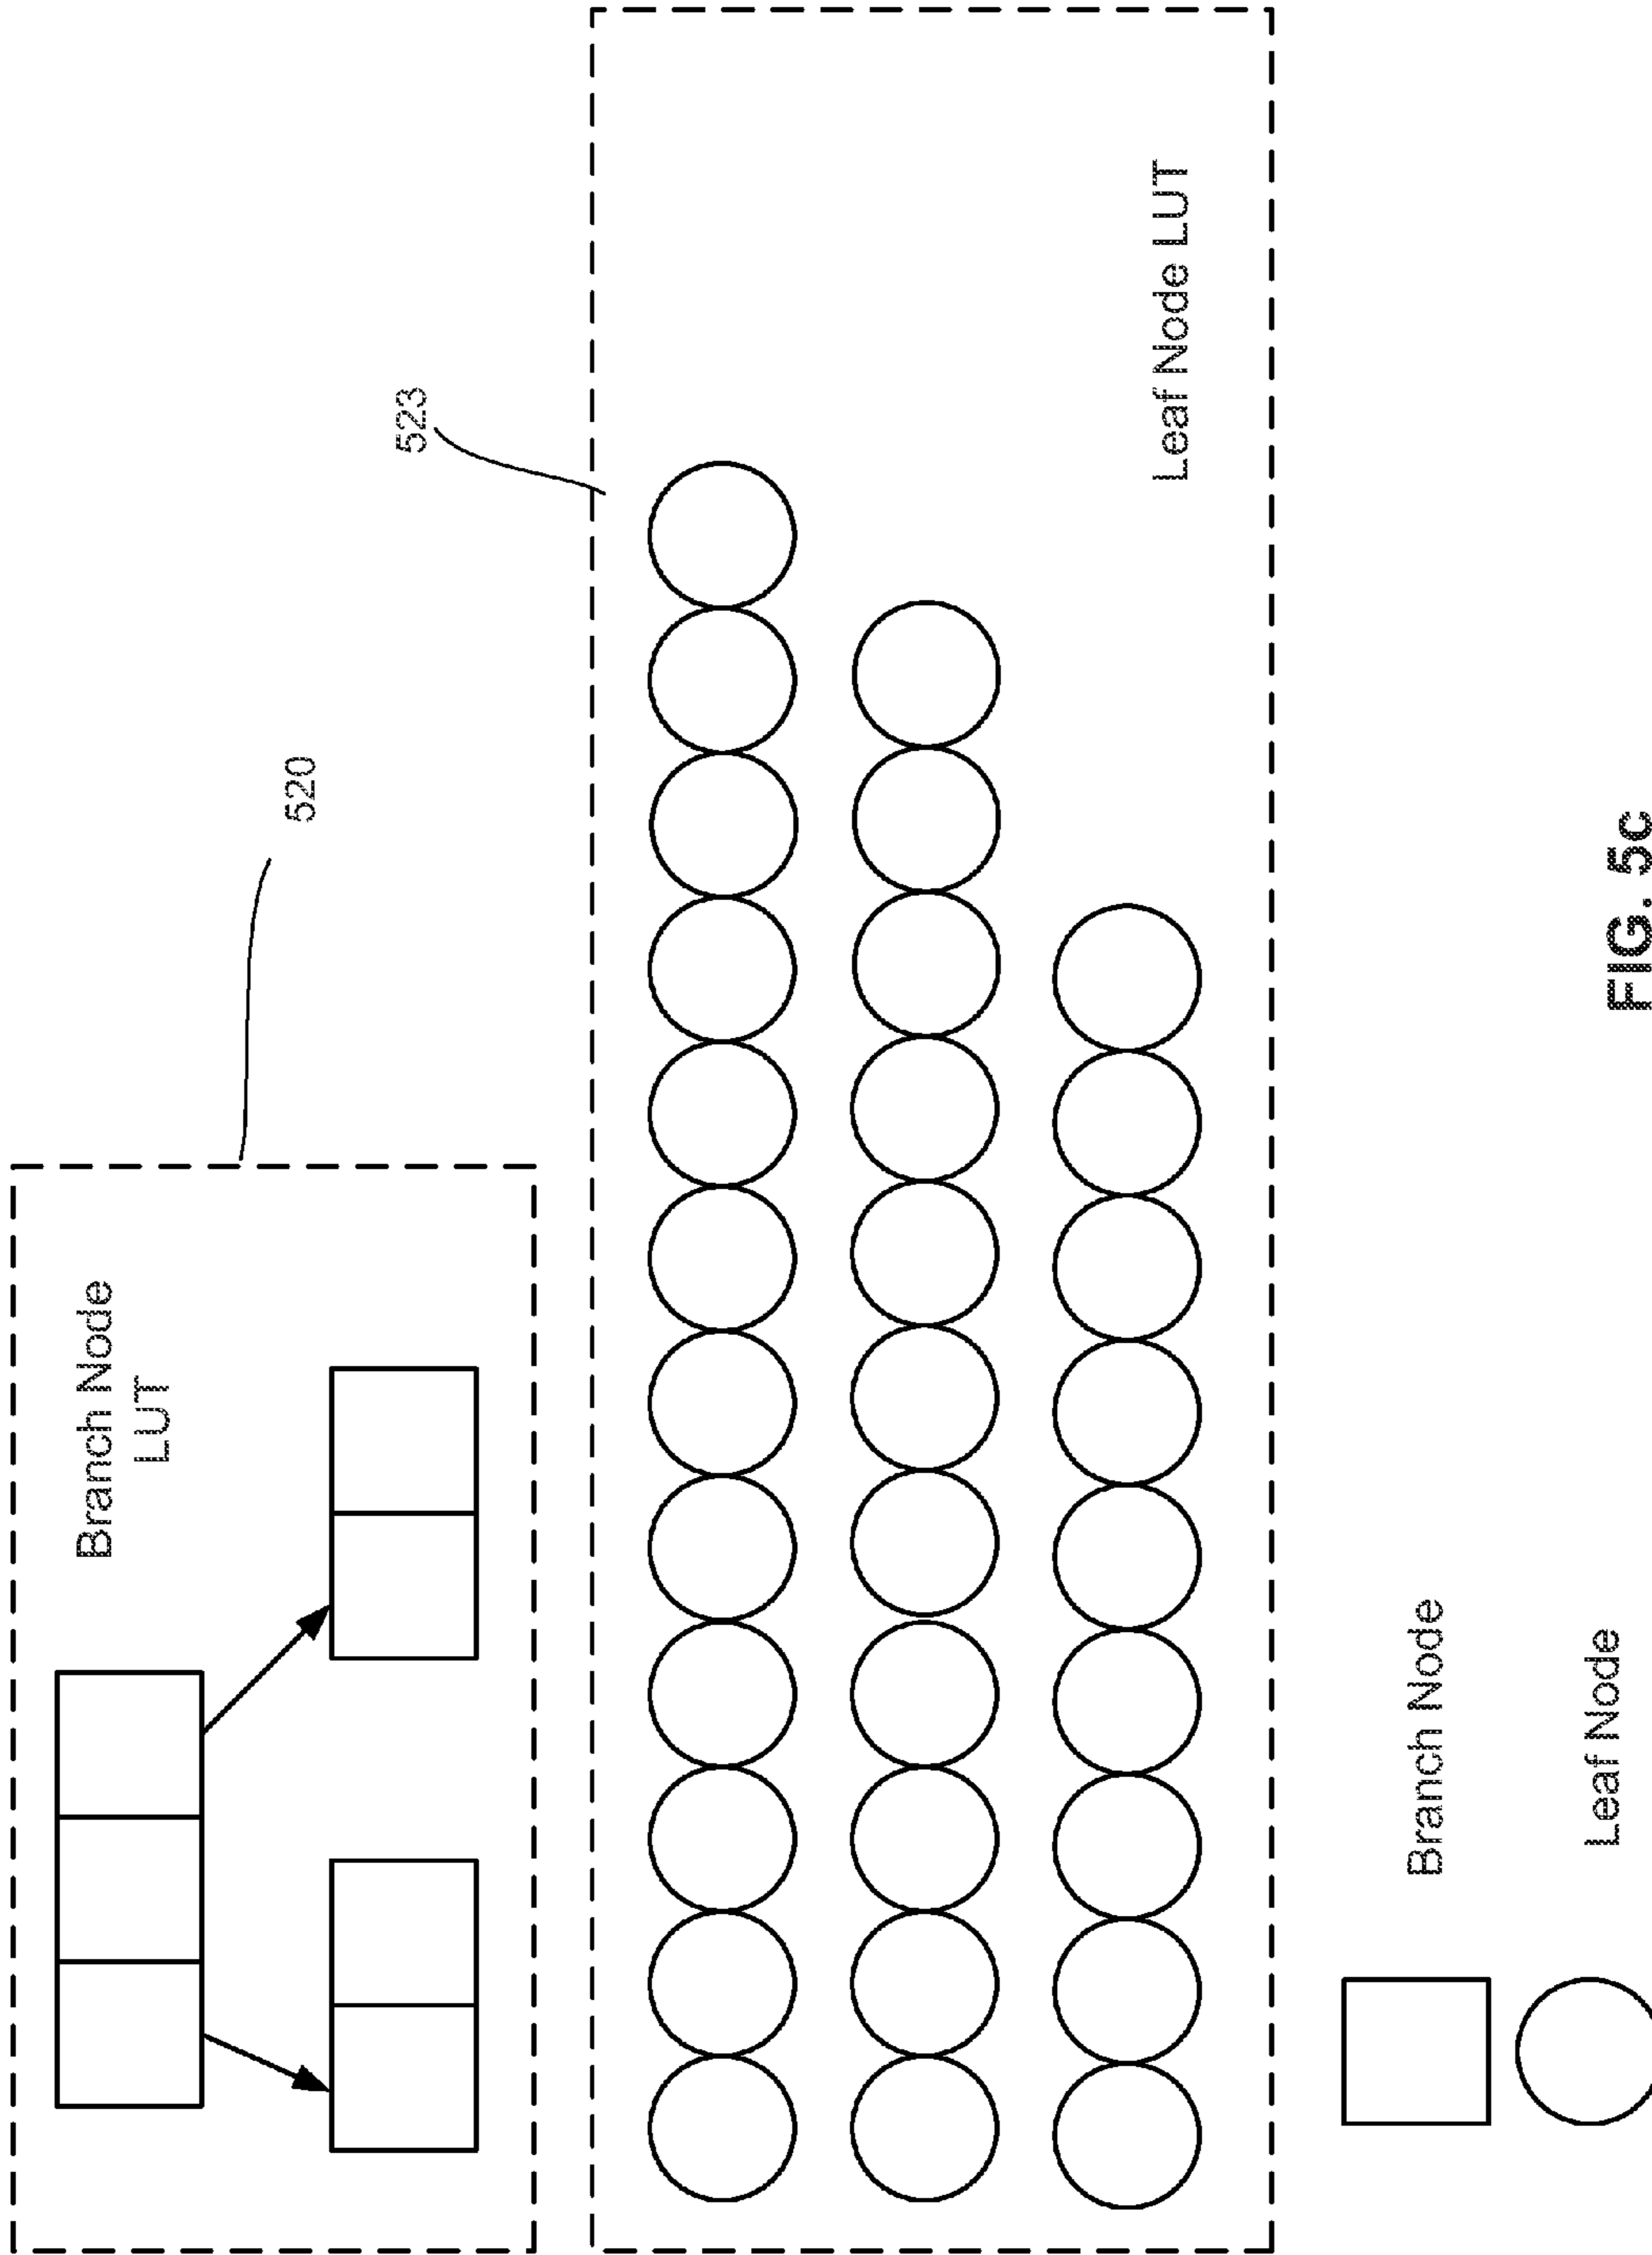 Branch Node
LUT
520
523
Leaf Node LUT
Branch Node
Leaf Node
FIG. 5c